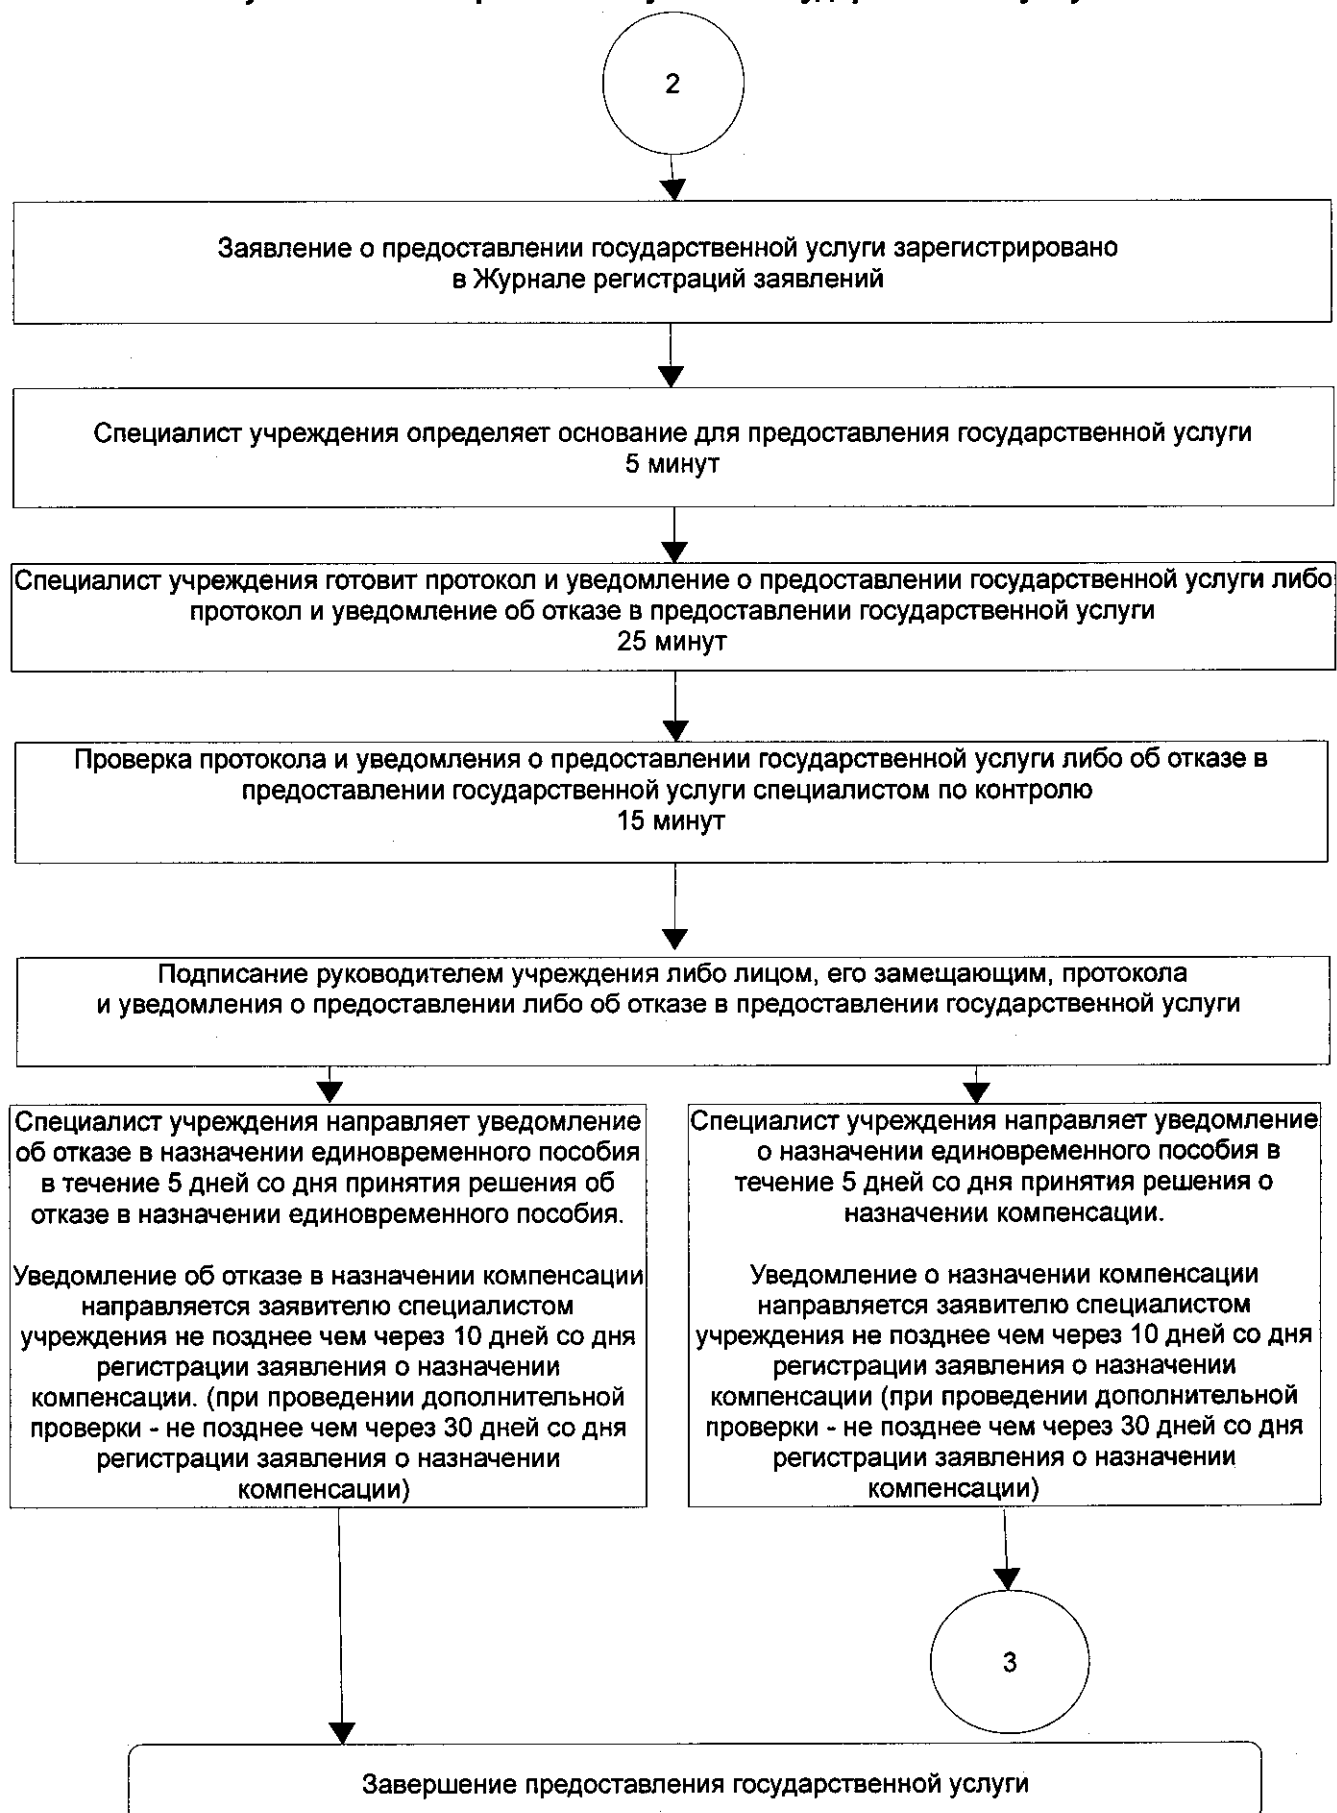 2
Заявление о предоставлении государственной услуги зарегистрировано
в Журнале регистраций заявлений
Специалист учреждения определяет основание для предоставления государственной услуги
5 минут
Специалист учреждения готовит протокол и уведомление о предоставлении государственной услуги либо
протокол и уведомление об отказе в предоставлении государственной услуги
25 минут
Проверка протокола и уведомления о предоставлении государственной услуги либо об отказе в
предоставлении государственной услуги специалистом по контролю
15 минут
Подписание руководителем учреждения либо лицом, его замещающим, протокола
и уведомления о предоставлении либо об отказе в предоставлении государственной услуги
Специалист учреждения направляет уведомление
об отказе в назначении единовременного пособия
в течение 5 дней со дня принятия решения об
отказе в назначении единовременного пособия.
Уведомление об отказе в назначении компенсации
направляется заявителю специалистом
учреждения не позднее чем через 10 дней со дня
регистрации заявления о назначении
компенсации. (при проведении дополнительной
проверки - не позднее чем через 30 дней со дня
регистрации заявления о назначении
компенсации)
Специалист учреждения направляет уведомление
о назначении единовременного пособия в
течение 5 дней со дня принятия решения о
назначении компенсации.
Уведомление о назначении компенсации
направляется заявителю специалистом
учреждения не позднее чем через 10 дней со дня
регистрации заявления о назначении
компенсации (при проведении дополнительной
проверки - не позднее чем через 30 дней со дня
регистрации заявления о назначении
компенсации)
3
Завершение предоставления государственной услуги